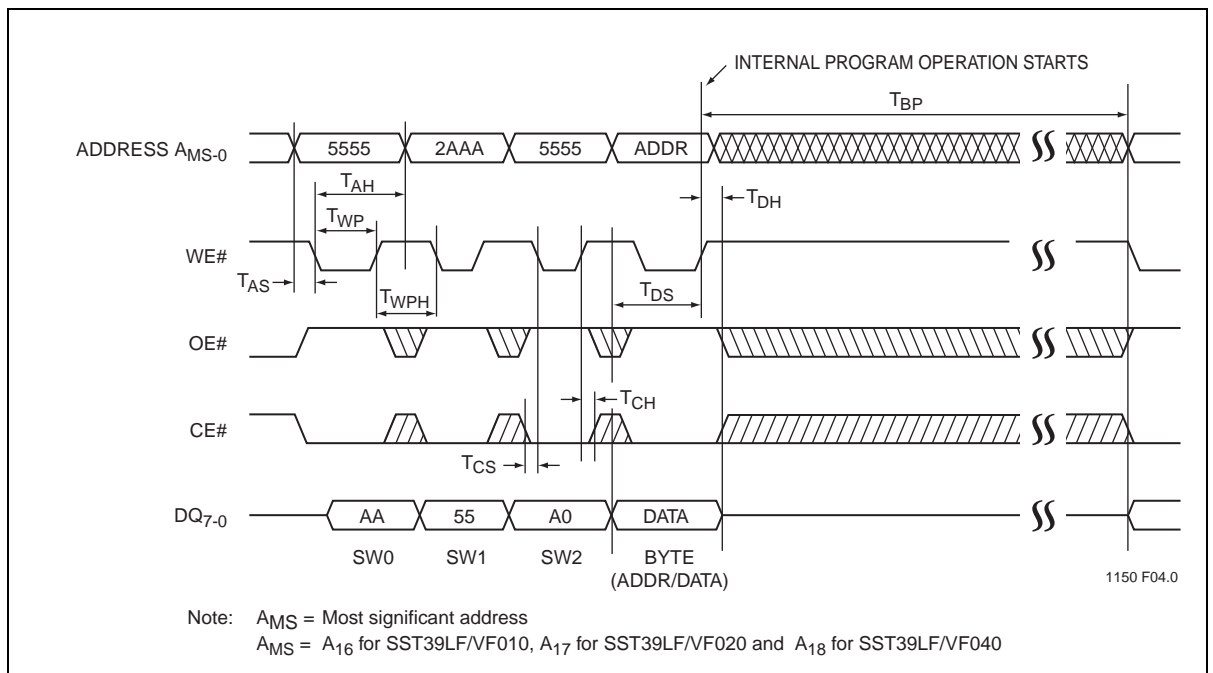 INTERNAL PROGRAM OPERATION STARTS
TBP
ADDRESS AMS-0
5555
2AAA
5555
ADDR
TAH
TDH
TWP
WE#
TAS
TDS
TWPH
OE#
TCH
CE#
TCS
DQ7-0
AA
55
A0
DATA
SW0
SW1
SW2
BYTE
(ADDR/DATA)
1150 F04.0
Note: AMS = Most significant address
AMS = A16 for SST39LF/VF010, A17 for SST39LF/VF020 and A18 for SST39LF/VF040